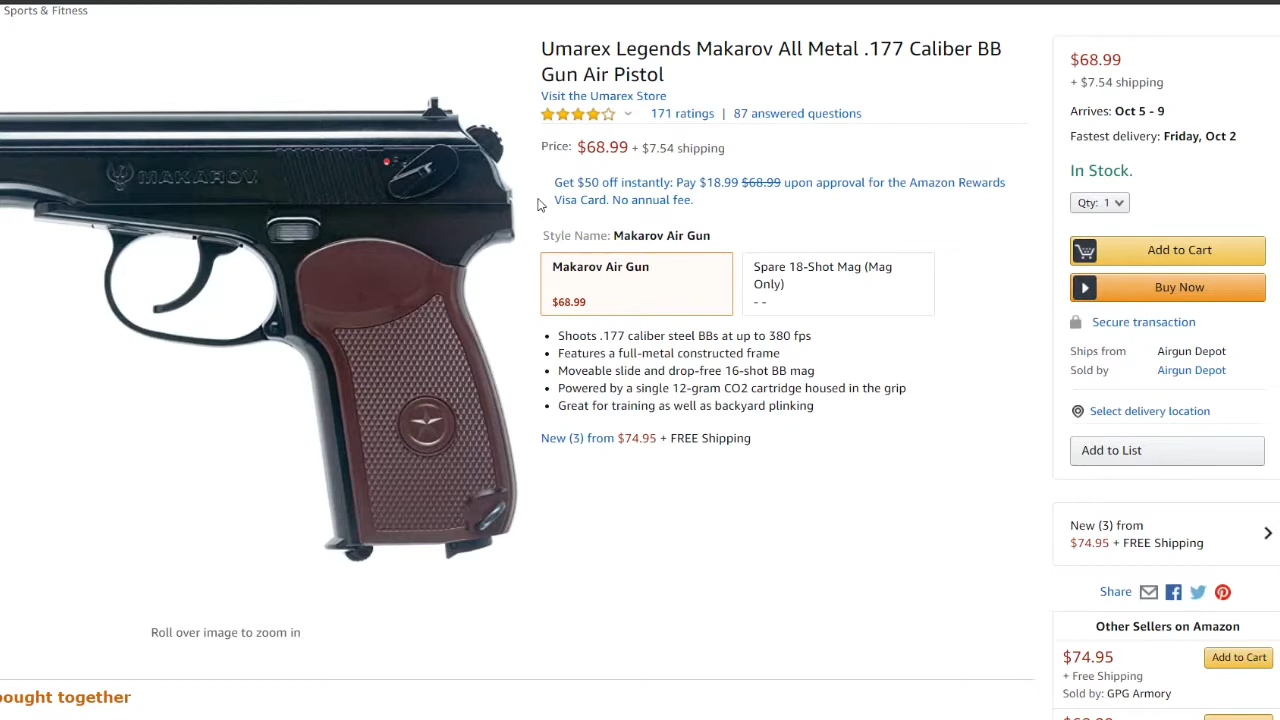 Sports & Fitness
MAKAROV
Roll over image to zoom in
bought together
Umarex Legends Makarov All Metal .177 Caliber BB
Gun Air Pistol
Visit the Umarex Store
171 ratings | 87 answered questions
Price: $68.99 + $7.54 shipping
Get $50 off instantly: Pay $18.99 $68.99 upon approval for the Amazon Rewards
Visa Card. No annual fee.
Style Name: Makarov Air Gun
Makarov Air Gun
$68.99
Spare 18-Shot Mag (Mag
Only)
- -
• Shoots .177 caliber steel BBs at up to 380 fps
• Features a full-metal constructed frame
• Moveable slide and drop-free 16-shot BB mag
• Powered by a single 12-gram CO2 cartridge housed in the grip
• Great for training as well as backyard plinking
New (3) from $74.95 + FREE Shipping
$68.99
+ $7.54 shipping
Arrives: Oct 5 - 9
Fastest delivery: Friday, Oct 2
In Stock.
Qty: 1
Add to Cart
Buy Now
Secure transaction
Ships from Airgun Depot
Sold by Airgun Depot
Select delivery location
Add to List
New (3) from
$74.95 + FREE Shipping
Share
Other Sellers on Amazon
$74.95
Add to Cart
+ Free Shipping
Sold by: GPG Armory